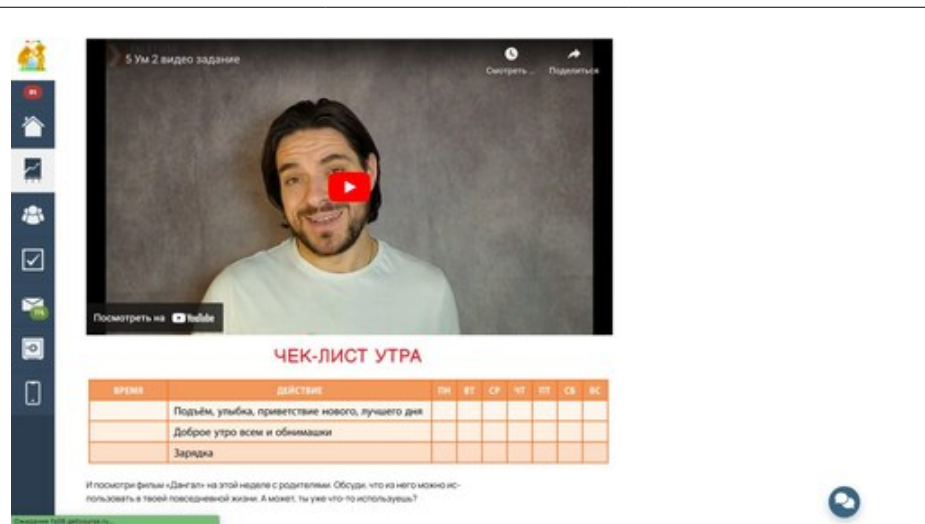 5 Ум 2 видео задание
Смотреть ...
Поделиться
Посмотреть на YouTube
ЧЕК-ЛИСТ УТРА
ВРЕМЯ ДЕЙСТВИЕ ПН ВТ СР ЧТ ПТ СБ ВС
Подъём, улыбка, приветствие нового, лучшего дня
Доброе утро всем и обнимашки
Зарядка
И посмотри фильм «Дангал» на этой неделе с родителями. Обсуди, что из него можно ис-
пользовать в твоей повседневной жизни. А может, ты уже что-то используешь?